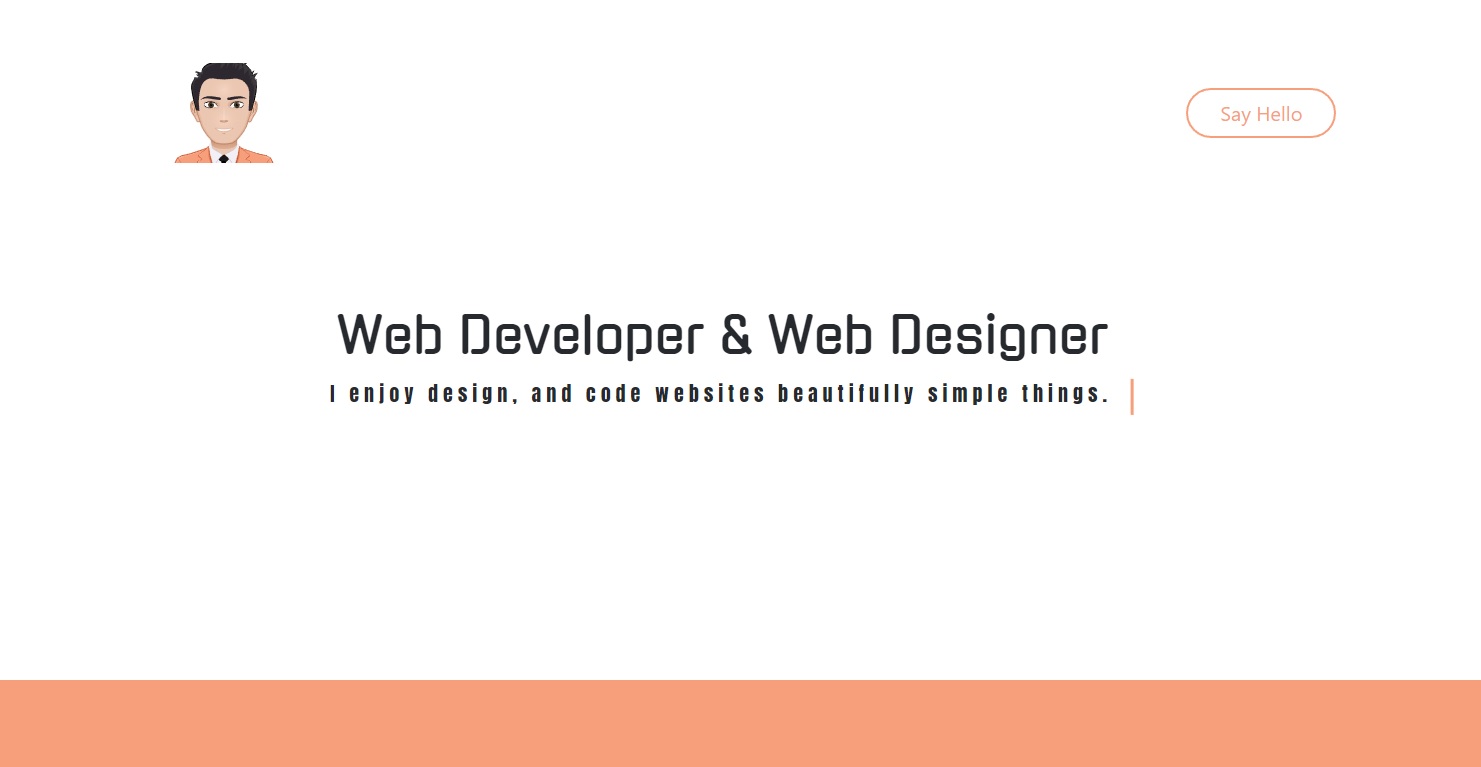 Say Hello
Web Developer & Web Designer
I enjoy design, and code websites beautifully simple things.